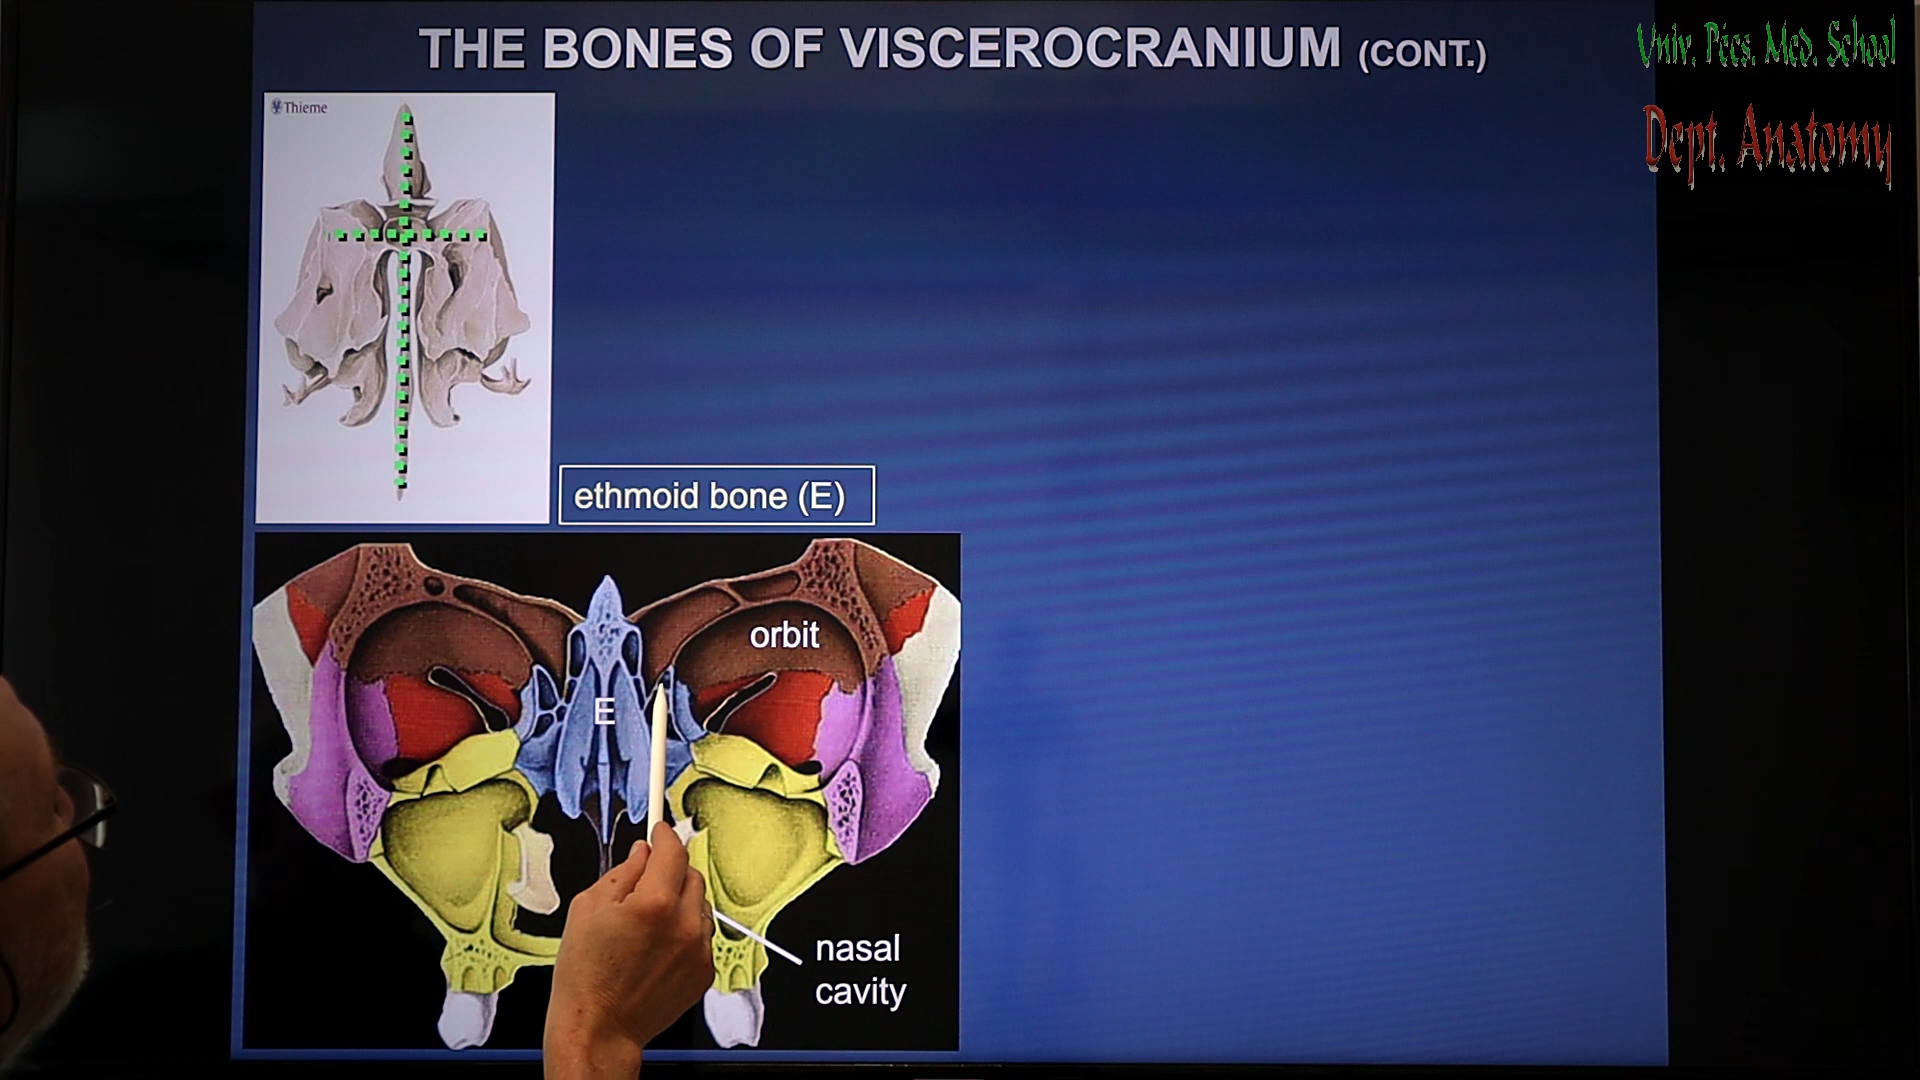 THE BONES OF VISCEROCRANIUM (CONT.)
Univ. Pécs. Med. School
Dept. Anatomy
Thieme
ethmoid bone (E)
orbit
E
nasal
cavity